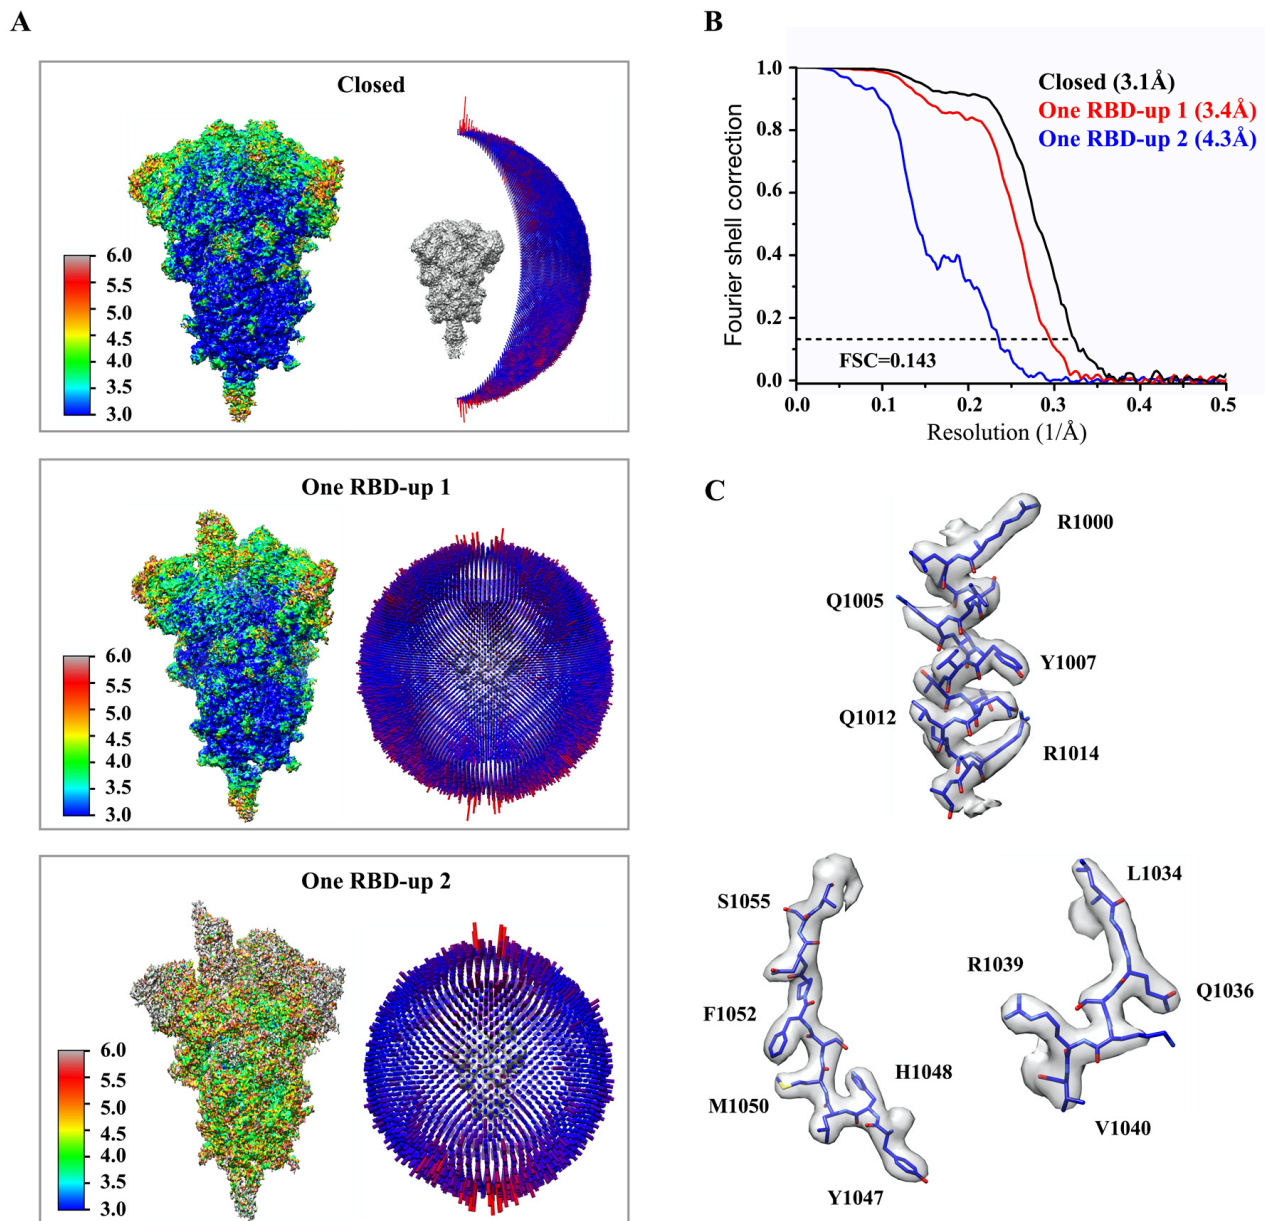 A
Closed
6.0
5.5
5.0
4.5
4.0
3.5
3.0
One RBD-up 1
6.0
5.5
5.0
4.5
4.0
3.5
3.0
One RBD-up 2
6.0
5.5
5.0
4.5
4.0
3.5
3.0
B
Fourier shell correction
1.0
0.8
0.6
0.4
0.2
0.0
Closed (3.1Å)
One RBD-up 1 (3.4Å)
One RBD-up 2 (4.3Å)
FSC=0.143
0.0 0.1 0.2 0.3 0.4 0.5
Resolution (1/Å)
C
R1000
Q1005
Y1007
Q1012
R1014
S1055
F1052
H1048
M1050
Y1047
L1034
R1039
Q1036
V1040